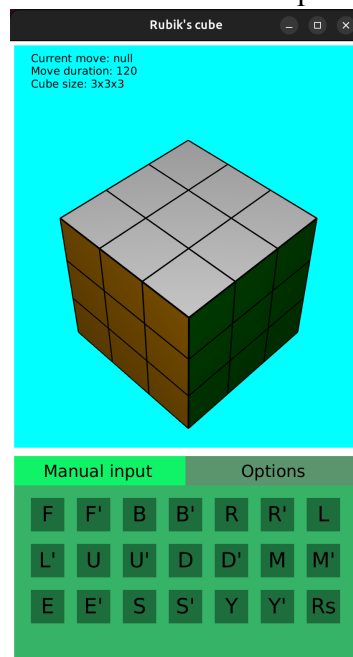 Rubik's cube
Current move: null
Move duration: 120
Cube size: 3x3x3
Manual input Options
F F' B B' R R' L
L' U U' D D' M M'
E E' S S' Y Y' Rs